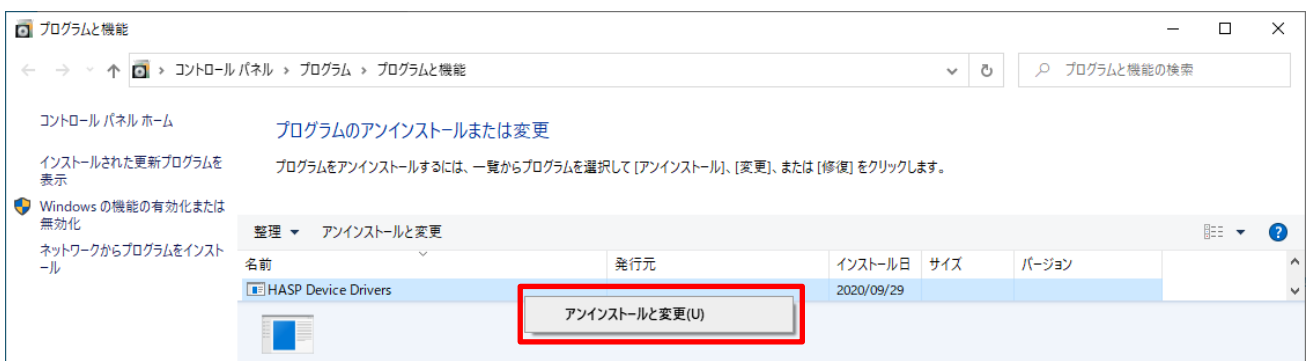 プログラムと機能
コントロール パネル › プログラム › プログラムと機能
プログラムと機能の検索
コントロール パネル ホーム
インストールされた更新プログラムを
表示
Windows の機能の有効化または
無効化
ネットワークからプログラムをインスト
ール
プログラムのアンインストールまたは変更
プログラムをアンインストールするには、一覧からプログラムを選択して [アンインストール]、[変更]、または [修復] をクリックします。
整理 アンインストールと変更
名前 発行元 インストール日 サイズ バージョン
HASP Device Drivers 2020/09/29
アンインストールと変更(U)